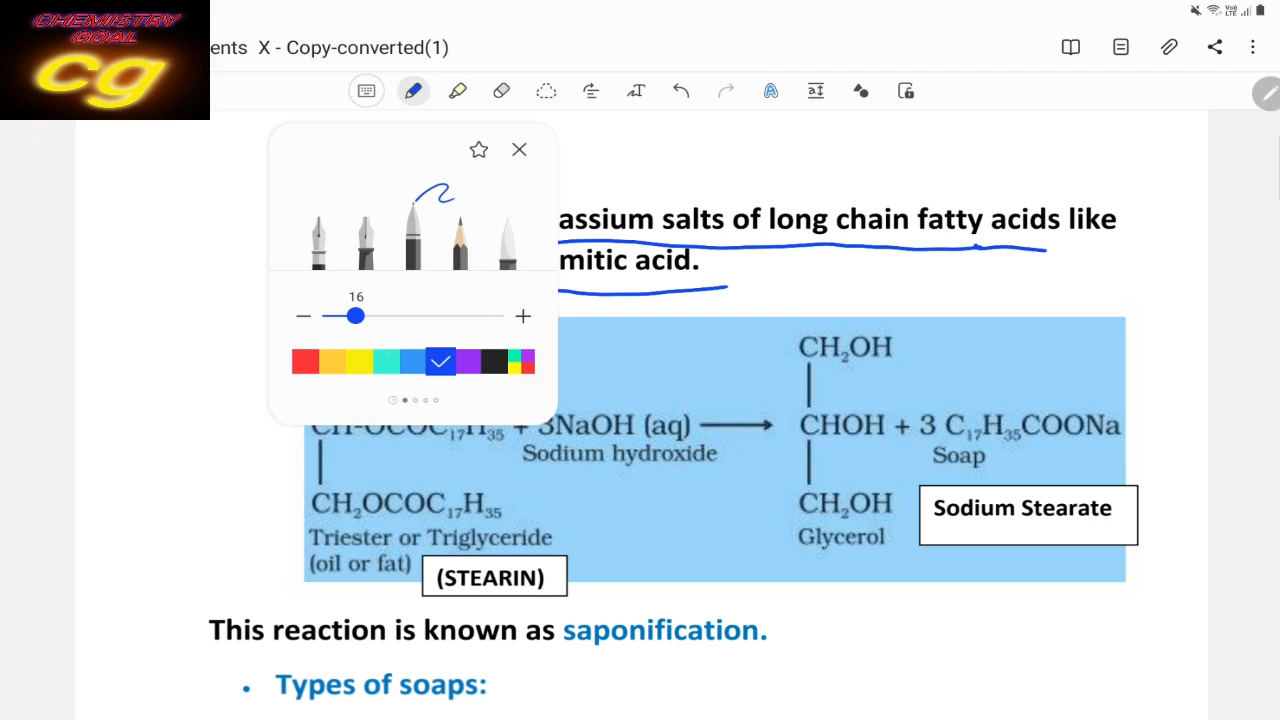 CHEMISTRY
GOAL
cg
ents X - Copy-converted(1)
Voo)
LTE
assium salts of long chain fatty acids like
mitic acid.
16
CH₂OH
CH-OCOC₁₇H₃₅ + 3NaOH (aq) ⟶ CHOH + 3 C₁₇H₃₅COONa
Sodium hydroxide
Soap
CH₂OCOC₁₇H₃₅
CH₂OH
Sodium Stearate
Triester or Triglyceride
Glycerol
(oil or fat)
(STEARIN)
This reaction is known as saponification.
• Types of soaps: